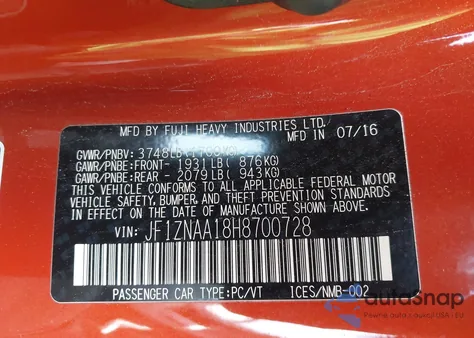 MFD BY FUJI HEAVY INDUSTRIES LTD. 07/16
GVWR/PNBV: 3748LB
GAWR/PNBE:FRONT- 1931LB( 876KG)
GAWR/PNBE:REAR - 2079LB( 943KG)
THIS VEHICLE CONFORMS TO ALL APPLICABLE FEDERAL MOTOR
VEHICLE SAFETY, BUMPER, AND THEFT PREVENTION STANDARDS
IN EFFECT ON THE DATE OF MANUFACTURE SHOWN ABOVE.
VIN: JF1ZNAA18H8700728
PASSENGER CAR TYPE:PC/VT ICES/NMB-002
autoSnap